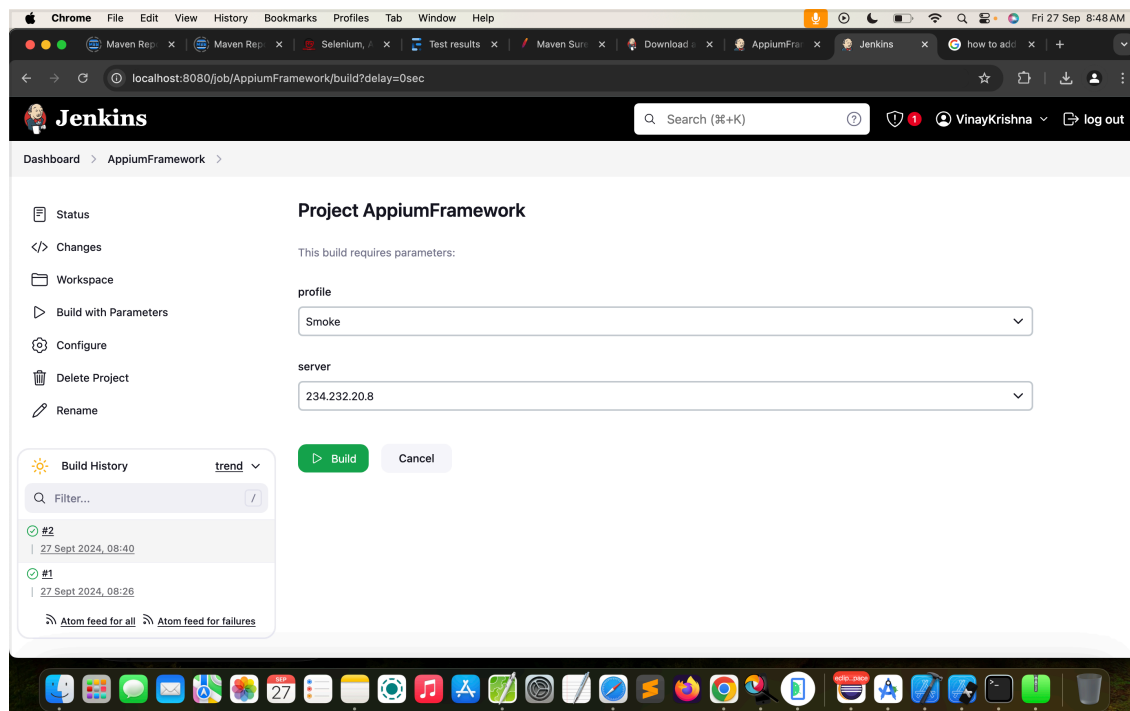 Chrome File Edit View History Bookmarks Profiles Tab Window Help Fri 27 Sep 8:48 AM
Maven Rep Maven Rep Selenium, A Test results Maven Sure Download a AppiumFra Jenkins how to add
localhost:8080/job/AppiumFramework/build?delay=0sec
Jenkins Search (⌘+K) 1 VinayKrishna log out
Dashboard AppiumFramework
Status
Changes
Workspace
Build with Parameters
Configure
Delete Project
Rename
Project AppiumFramework
This build requires parameters:
profile
Smoke
server
234.232.20.8
Build Cancel
Build History trend
Filter... /
#2
27 Sept 2024, 08:40
#1
27 Sept 2024, 08:26
Atom feed for all Atom feed for failures
SEP
27